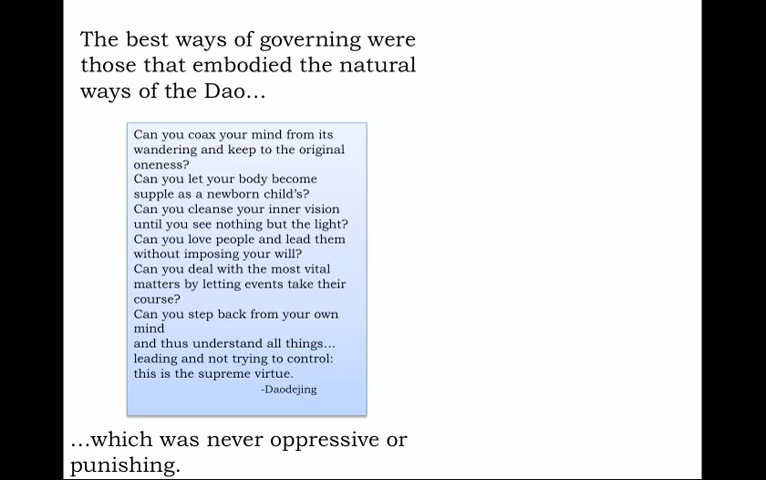 The best ways of governing were
those that embodied the natural
ways of the Dao…
Can you coax your mind from its
wandering and keep to the original
oneness?
Can you let your body become
supple as a newborn child's?
Can you cleanse your inner vision
until you see nothing but the light?
Can you love people and lead them
without imposing your will?
Can you deal with the most vital
matters by letting events take their
course?
Can you step back from your own
mind
and thus understand all things…
leading and not trying to control:
this is the supreme virtue.
-Daodejing
…which was never oppressive or
punishing.